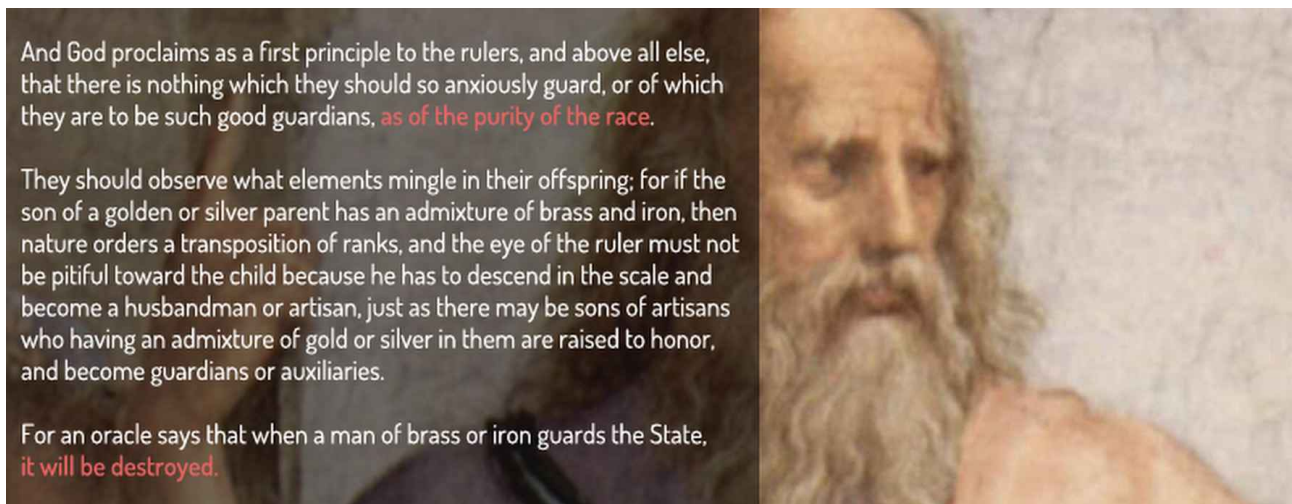 And God proclaims as a first principle to the rulers, and above all else,
that there is nothing which they should so anxiously guard, or of which
they are to be such good guardians, as of the purity of the race.
They should observe what elements mingle in their offspring; for if the
son of a golden or silver parent has an admixture of brass and iron, then
nature orders a transposition of ranks, and the eye of the ruler must not
be pitiful toward the child because he has to descend in the scale and
become a husbandman or artisan, just as there may be sons of artisans
who having an admixture of gold or silver in them are raised to honor,
and become guardians or auxiliaries.
For an oracle says that when a man of brass or iron guards the State,
it will be destroyed.